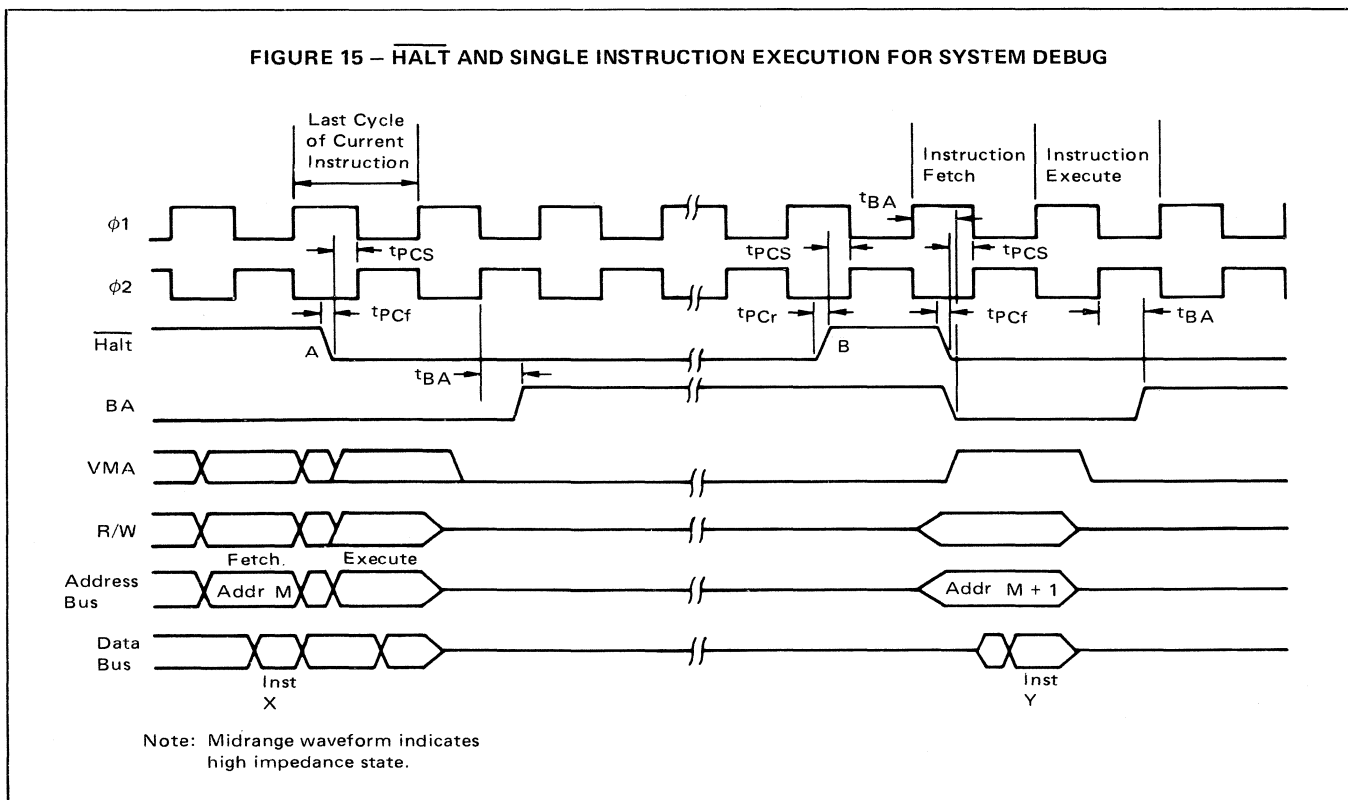 FIGURE 15 – HALT AND SINGLE INSTRUCTION EXECUTION FOR SYSTEM DEBUG
Last Cycle
of Current
Instruction
Instruction
Fetch
Instruction
Execute
tBA
ϕ1
tPCS
tPCS
tPCS
ϕ2
tPCf
tPCr
tPCf
tBA
Halt
A
B
tBA
BA
VMA
R/W
Fetch.
Execute
Address
Bus
Addr M
Addr M + 1
Data
Bus
Inst
X
Inst
Y
Note: Midrange waveform indicates
high impedance state.